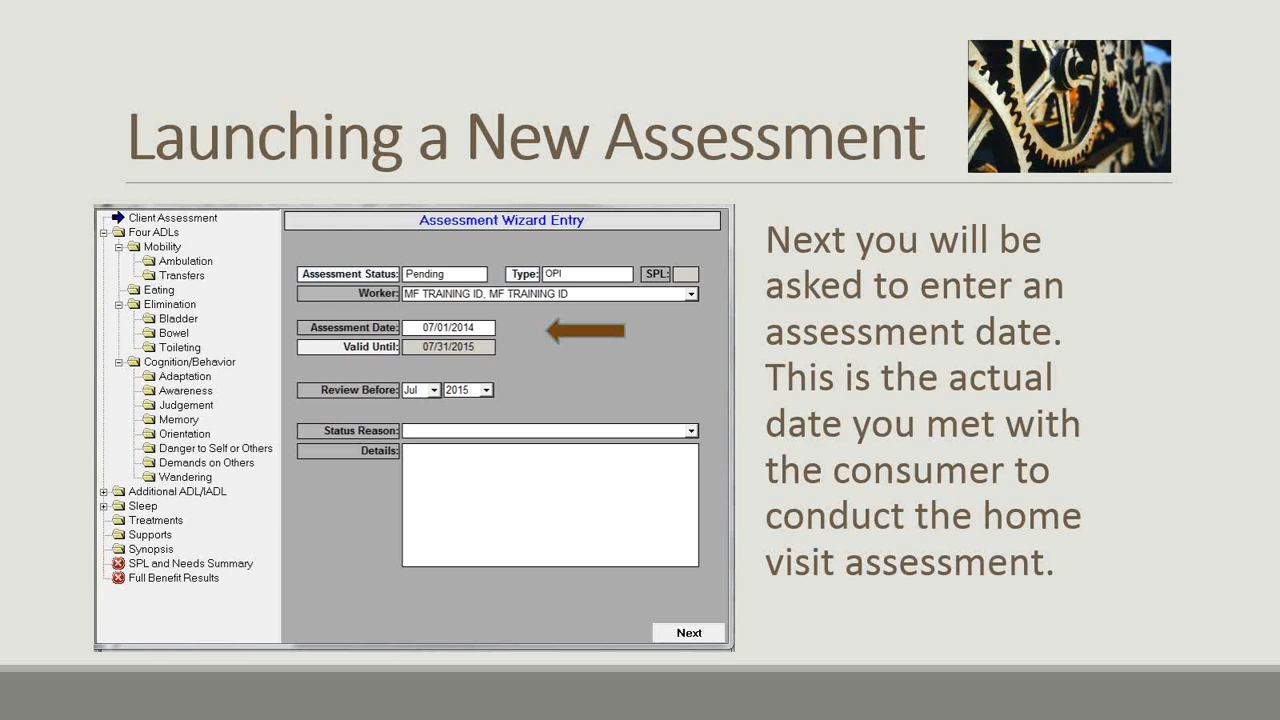 Launching a New Assessment
Client Assessment
Four ADLs
Mobility
Ambulation
Transfers
Eating
Elimination
Bladder
Bowel
Toileting
Cognition/Behavior
Adaptation
Awareness
Judgement
Memory
Orientation
Danger to Self or Others
Demands on Others
Wandering
Additional ADL/IADL
Sleep
Treatments
Supports
Synopsis
SPL and Needs Summary
Full Benefit Results
Assessment Wizard Entry
Assessment Status: Pending Type: OPI SPL:
Worker: MF TRAINING ID, MF TRAINING ID
Assessment Date: 07/01/2014
Valid Until: 07/31/2015
Review Before: Jul 2015
Status Reason:
Details:
Next
Next you will be
asked to enter an
assessment date.
This is the actual
date you met with
the consumer to
conduct the home
visit assessment.